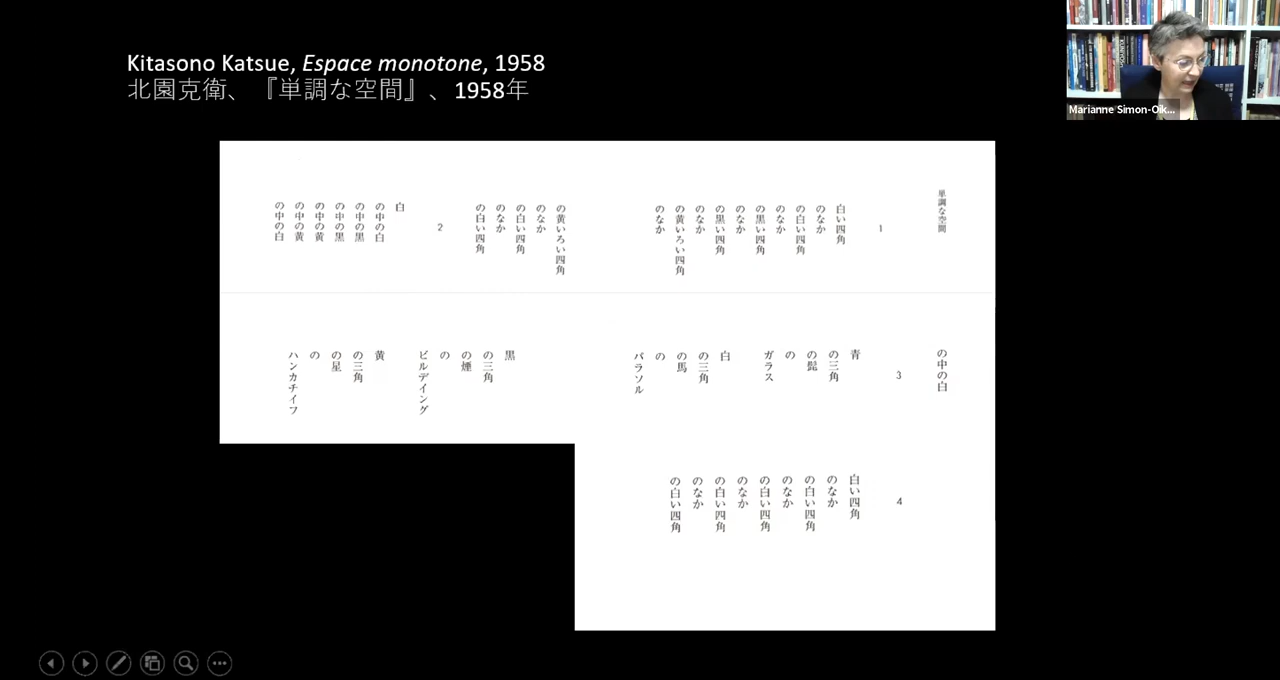 Kitasono Katsue, Espace monotone, 1958
北園克衛、『単調な空間』、1958年
Marianne Simon-Oik...
単調な空間
1
白い四角
のなか
の白い四角
のなか
の黒い四角
のなか
の黒い四角
のなか
の黄いろい四角
のなか
の黄いろい四角
のなか
の白い四角
のなか
の白い四角
2
白
の中の白
の中の黒
の中の黒
の中の黄
の中の黄
の中の白
の中の白
3
青
の三角
の髭
の
ガラス
白
の三角
の馬
の
パラソル
黒
の三角
の煙
の
ビルデイング
黄
の三角
の星
の
ハンカチイフ
4
白い四角
のなか
の白い四角
のなか
の白い四角
のなか
の白い四角
のなか
の白い四角